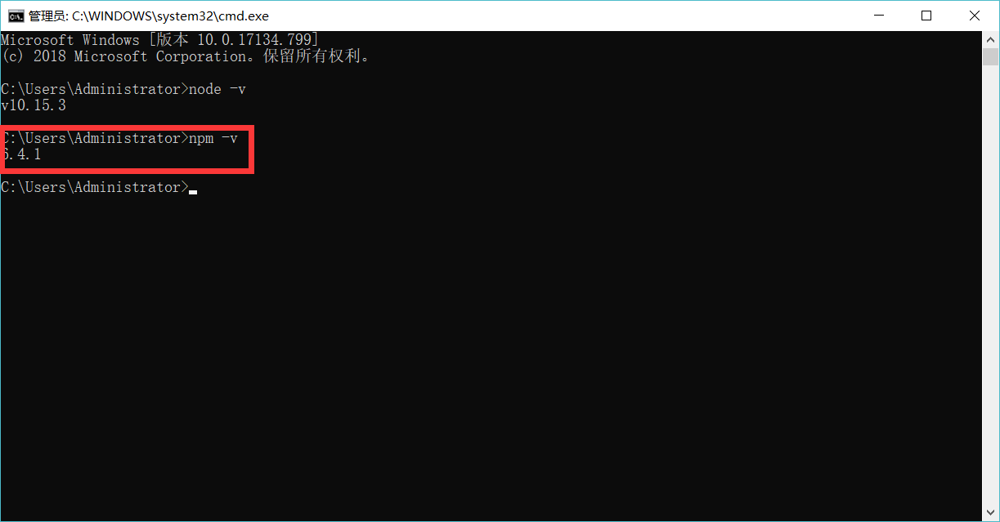 管理员: C:\WINDOWS\system32\cmd.exe
Microsoft Windows [版本 10.0.17134.799]
(c) 2018 Microsoft Corporation。保留所有权利。
C:\Users\Administrator>node -v
v10.15.3
C:\Users\Administrator>npm -v
6.4.1
C:\Users\Administrator>